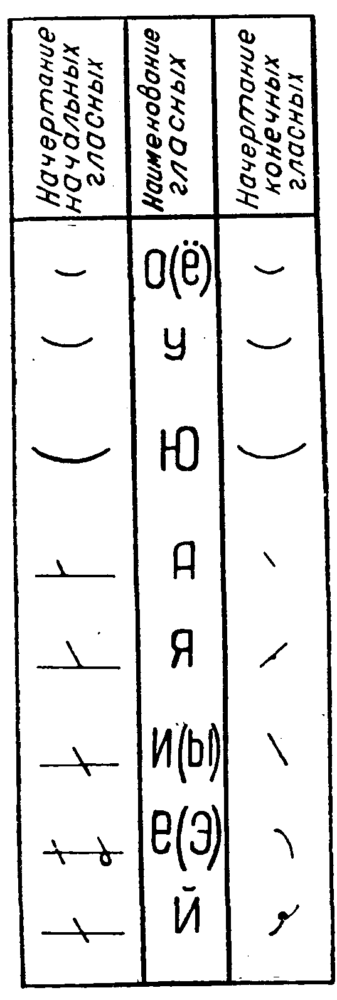 Начертание
начальных
гласных
Наименование
гласных
Начертание
конечных
гласных
О(ё)
У
Ю
А
Я
И(ы)
е(э)
Й